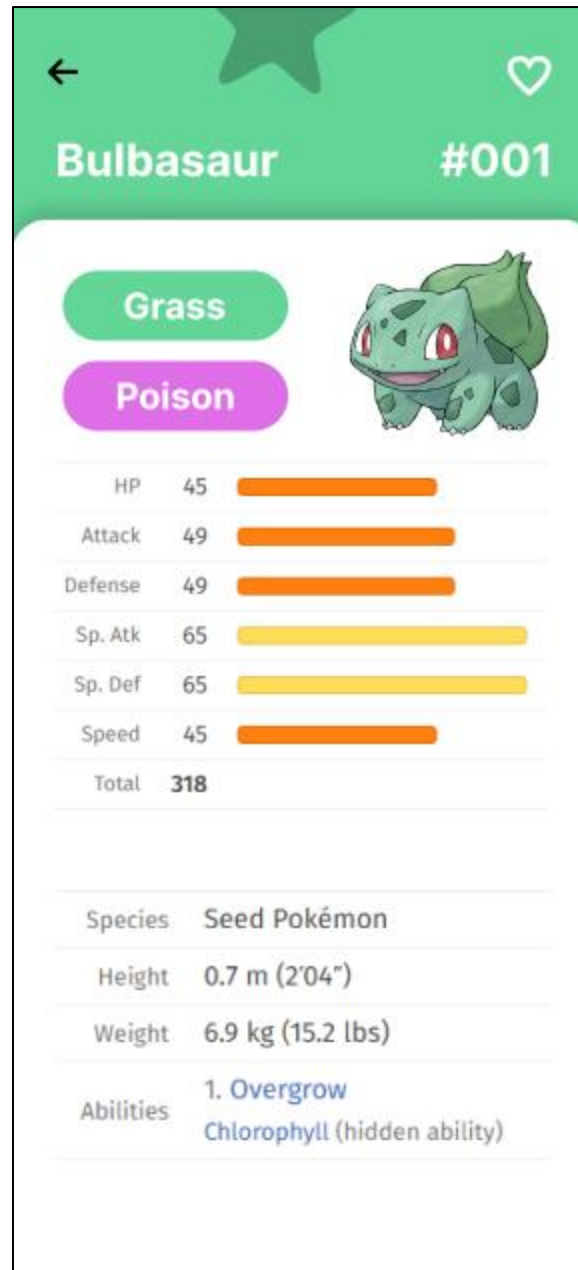 Bulbasaur #001
Grass
Poison
HP 45
Attack 49
Defense 49
Sp. Atk 65
Sp. Def 65
Speed 45
Total 318
Species Seed Pokémon
Height 0.7 m (2′04″)
Weight 6.9 kg (15.2 lbs)
Abilities 1. Overgrow
Chlorophyll (hidden ability)